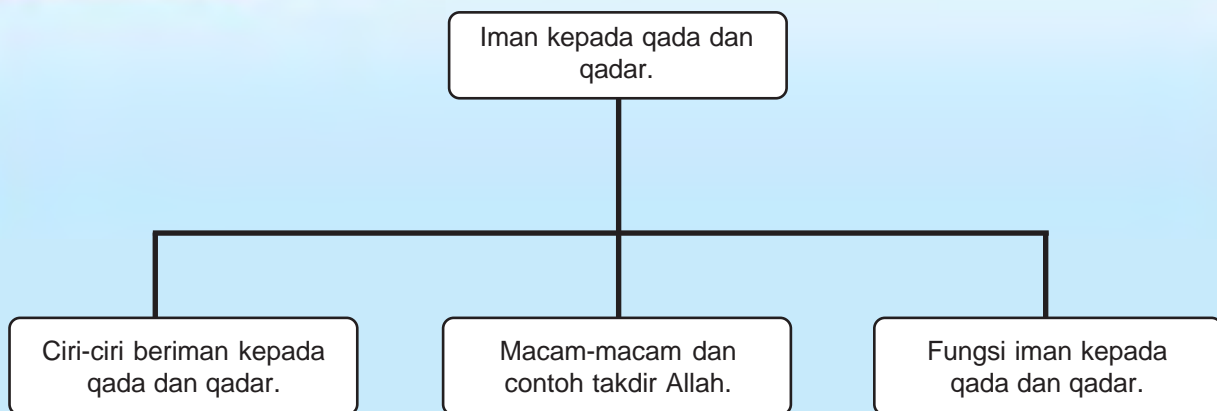 Iman kepada qada dan
qadar.
Ciri-ciri beriman kepada
qada dan qadar.
Macam-macam dan
contoh takdir Allah.
Fungsi iman kepada
qada dan qadar.